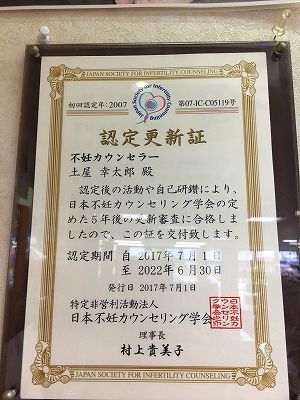 JAPAN SOCIETY FOR INFERTILITY COUNSELING
Japan Society for Infertility Counseling
初回認定年:2007
第07-IC-C05119号
認定更新証
不妊カウンセラー
土屋 幸太郎 殿
認定後の活動や自己研鑽により、
日本不妊カウンセリング学会の定
めた5年後の更新審査に合格しま
したので、この証を交付致します。
認定期間 自 2017年 7月 1日
至 2022年 6月30日
発行日 2017年 7月1日
特定非営利活動法人
日本不妊カウンセリング学会
理事長
村上貴美子
JAPAN SOCIETY FOR INFERTILITY COUNSELING